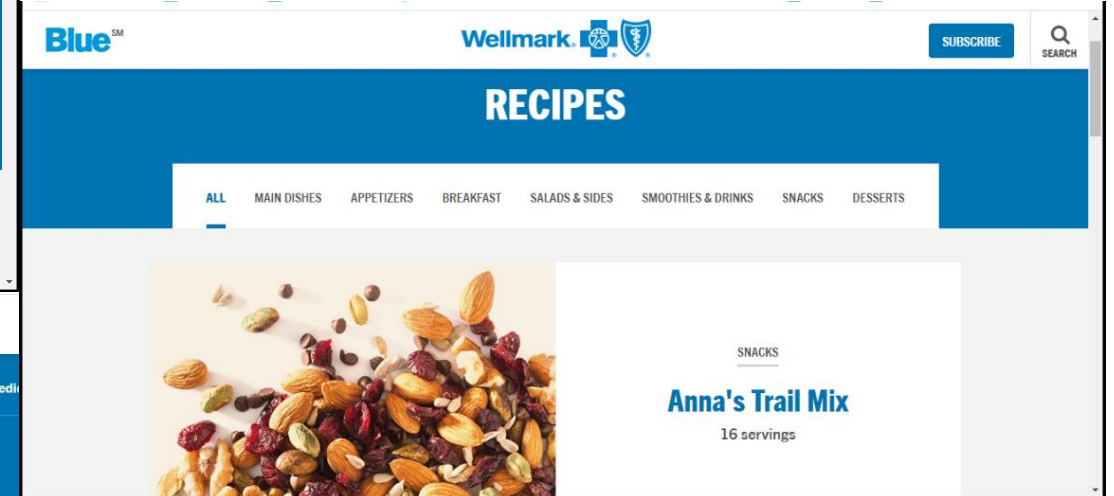 Blue℠
Wellmark.
SUBSCRIBE
SEARCH
RECIPES
ALL MAIN DISHES APPETIZERS BREAKFAST SALADS & SIDES SMOOTHIES & DRINKS SNACKS DESSERTS
SNACKS
Anna's Trail Mix
16 servings
edi